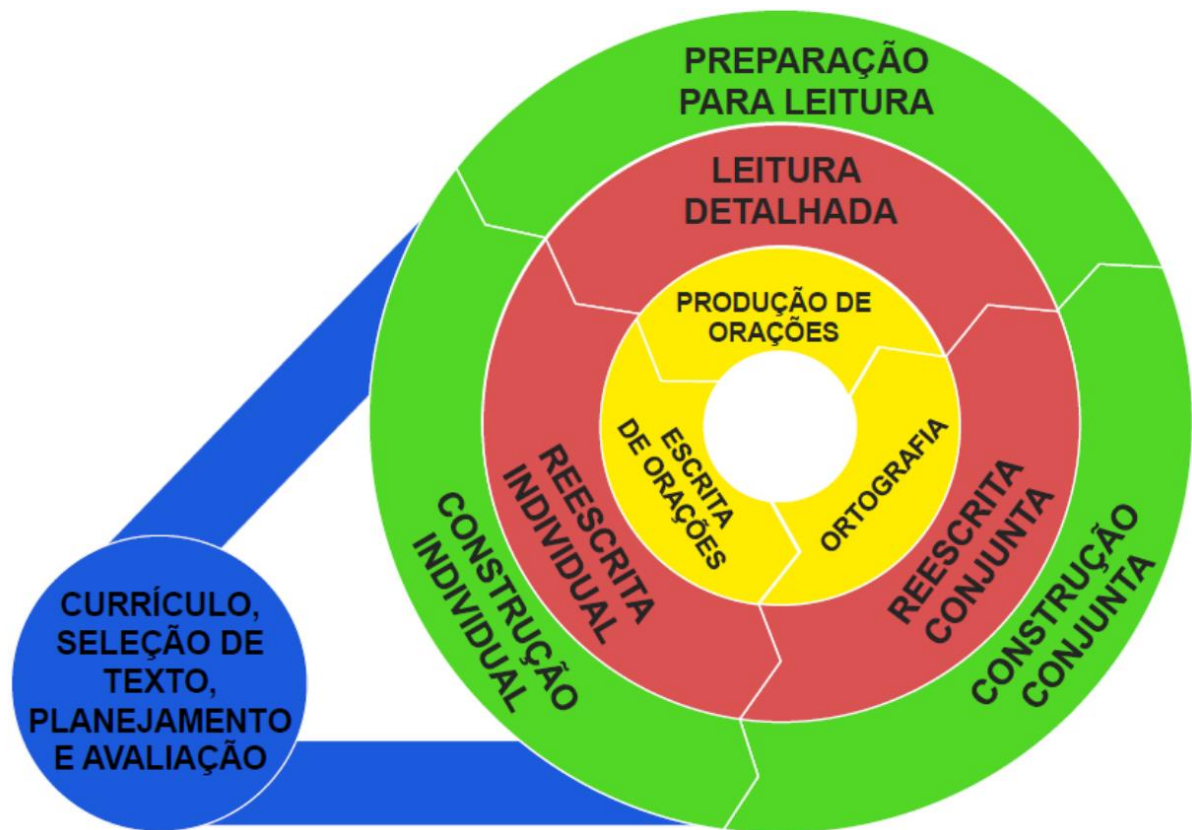 PREPARAÇÃO
PARA LEITURA
LEITURA
DETALHADA
PRODUÇÃO DE
ORAÇÕES
ESCRITA
DE ORAÇÕES
ORTOGRAFIA
REESCRITA
INDIVIDUAL
REESCRITA
CONJUNTA
CONSTRUÇÃO
INDIVIDUAL
CONSTRUÇÃO
CONJUNTA
CURRÍCULO,
SELEÇÃO DE
TEXTO,
PLANEJAMENTO
E AVALIAÇÃO